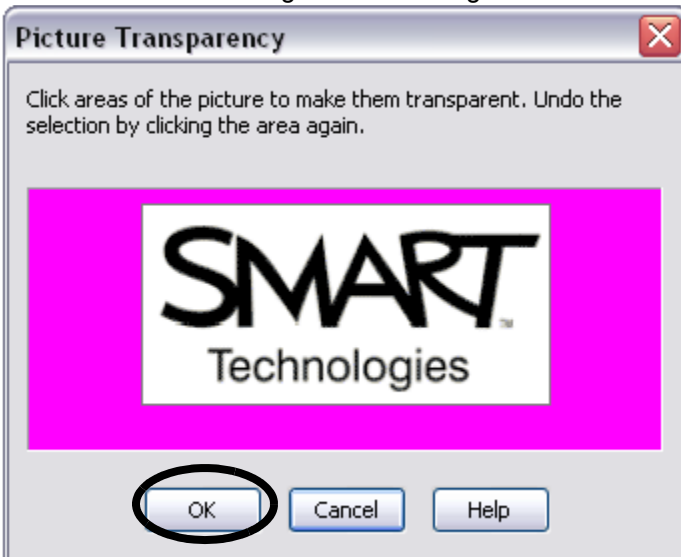 Picture Transparency
Click areas of the picture to make them transparent. Undo the
selection by clicking the area again.
SMART
TM
Technologies
OK Cancel Help